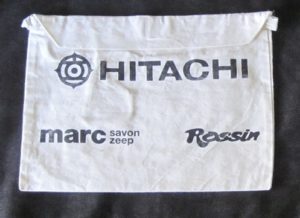 HITACHI
marc savon
zeep
Rossin